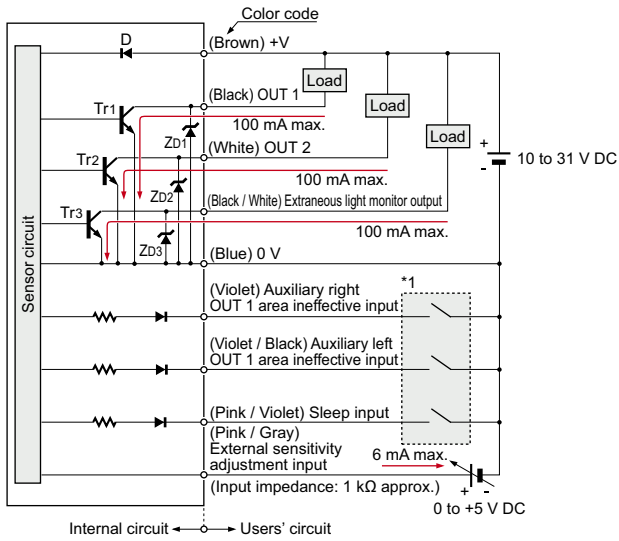 Color code
D
(Brown) +V
(Black) OUT 1
Load
Load
Load
Tr1
100 mA max.
ZD1
+
-
10 to 31 V DC
(White) OUT 2
Tr2
100 mA max.
ZD2
(Black / White) Extraneous light monitor output
Tr3
100 mA max.
ZD3
(Blue) 0 V
Sensor circuit
(Violet) Auxiliary right
OUT 1 area ineffective input
*1
(Violet / Black) Auxiliary left
OUT 1 area ineffective input
(Pink / Violet) Sleep input
(Pink / Gray)
External sensitivity
adjustment input
6 mA max.
(Input impedance: 1 kΩ approx.)
+
-
0 to +5 V DC
Internal circuit
Users' circuit